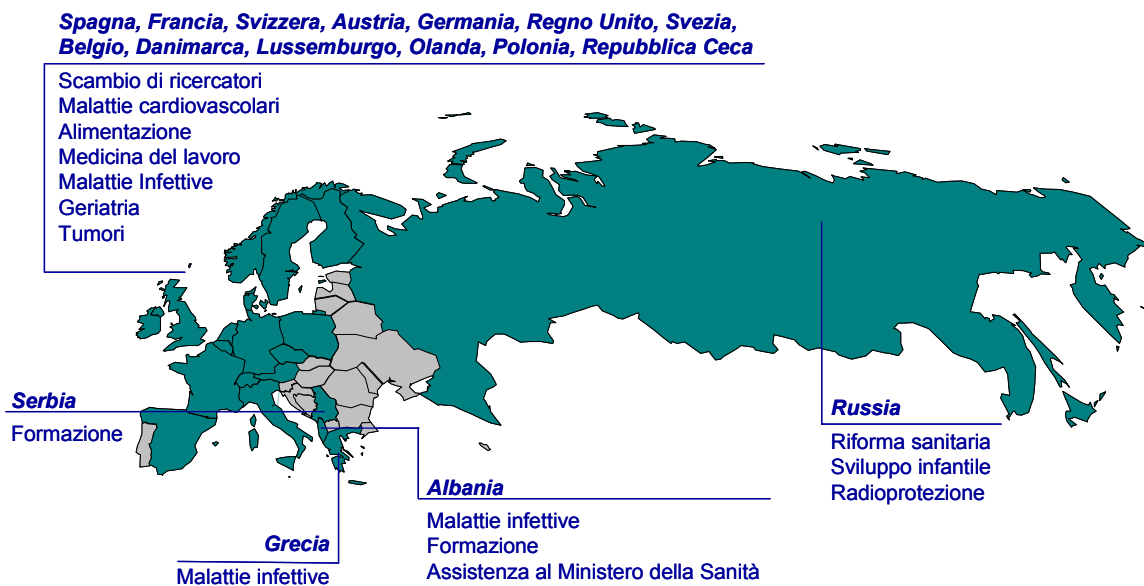 Spagna, Francia, Svizzera, Austria, Germania, Regno Unito, Svezia,
Belgio, Danimarca, Lussemburgo, Olanda, Polonia, Repubblica Ceca
Scambio di ricercatori
Malattie cardiovascolari
Alimentazione
Medicina del lavoro
Malattie Infettive
Geriatria
Tumori
Serbia
Formazione
Russia
Riforma sanitaria
Sviluppo infantile
Radioprotezione
Albania
Malattie infettive
Formazione
Assistenza al Ministero della Sanità
Grecia
Malattie infettive